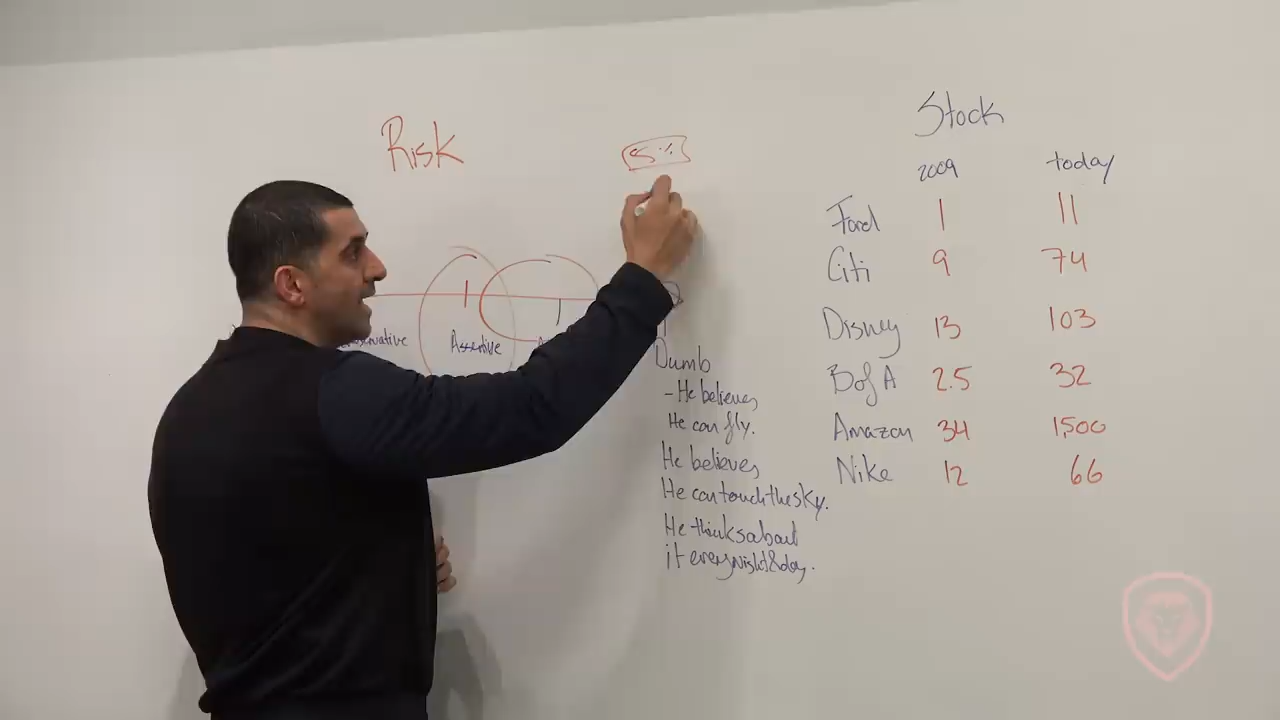 Risk
5%
Assertive
Dumb
- He believes
He can fly.
He believes
He can touch the sky.
He thinks about
it every night & day.
Stock
2009 today
Ford 1 11
Citi 9 74
Disney 13 103
B of A 2.5 32
Amazon 34 1,500
Nike 12 66